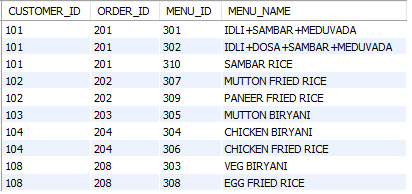 CUSTOMER_ID ORDER_ID MENU_ID MENU_NAME
101 201 301 IDLI+SAMBAR+MEDUVADA
101 201 302 IDLI+DOSA+SAMBAR+MEDUVADA
101 201 310 SAMBAR RICE
102 202 307 MUTTON FRIED RICE
102 202 309 PANEER FRIED RICE
103 203 305 MUTTON BIRYANI
104 204 304 CHICKEN BIRYANI
104 204 306 CHICKEN FRIED RICE
108 208 303 VEG BIRYANI
108 208 308 EGG FRIED RICE